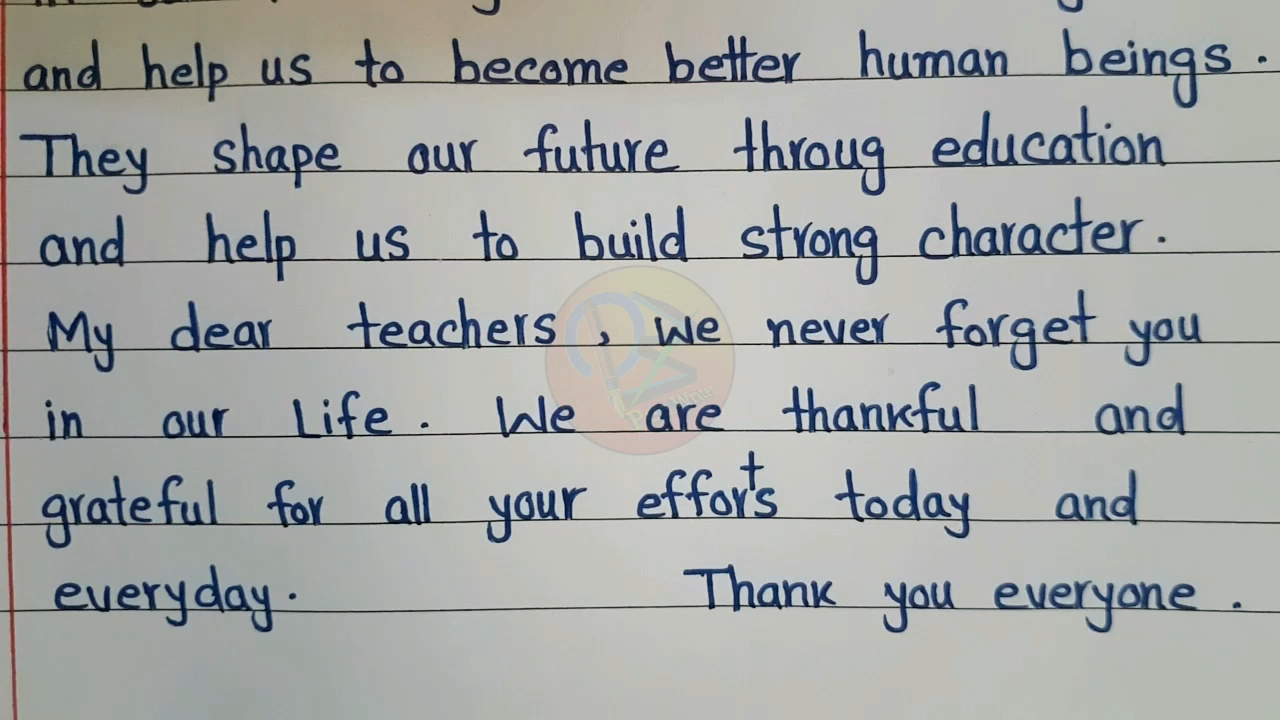 and help us to become better human beings.
They shape our future throug education
and help us to build strong character.
My dear teachers, we never forget you
in our Life. We are thankful and
grateful for all your efforts today and
everyday. Thank you everyone.